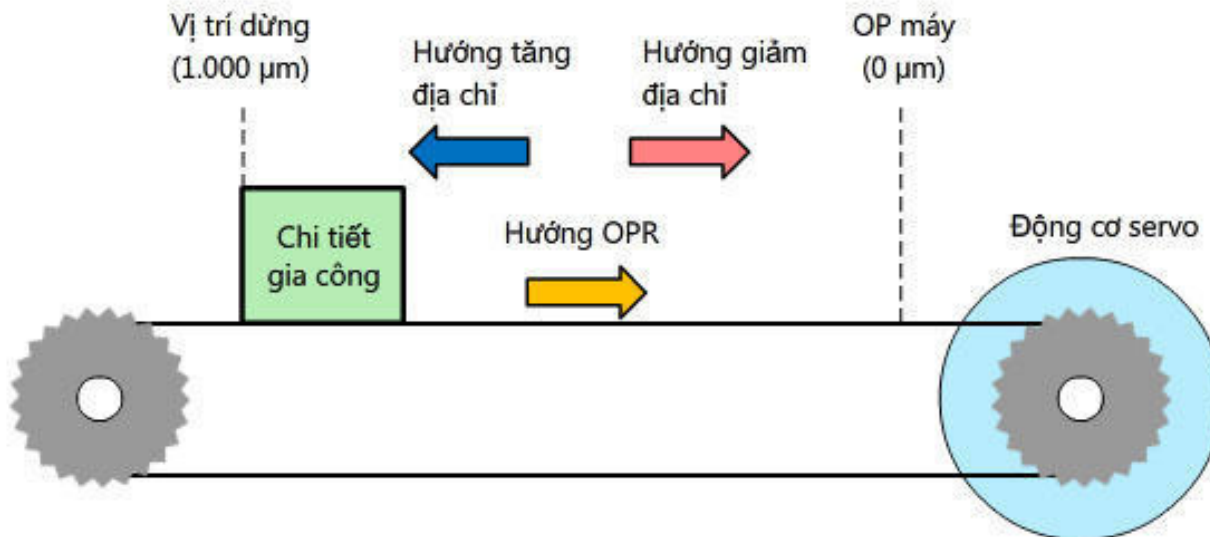 Vị trí dừng
(1.000 µm)
Hướng tăng
địa chỉ
Hướng giảm
địa chỉ
OP máy
(0 µm)
Chi tiết
gia công
Hướng OPR
Động cơ servo